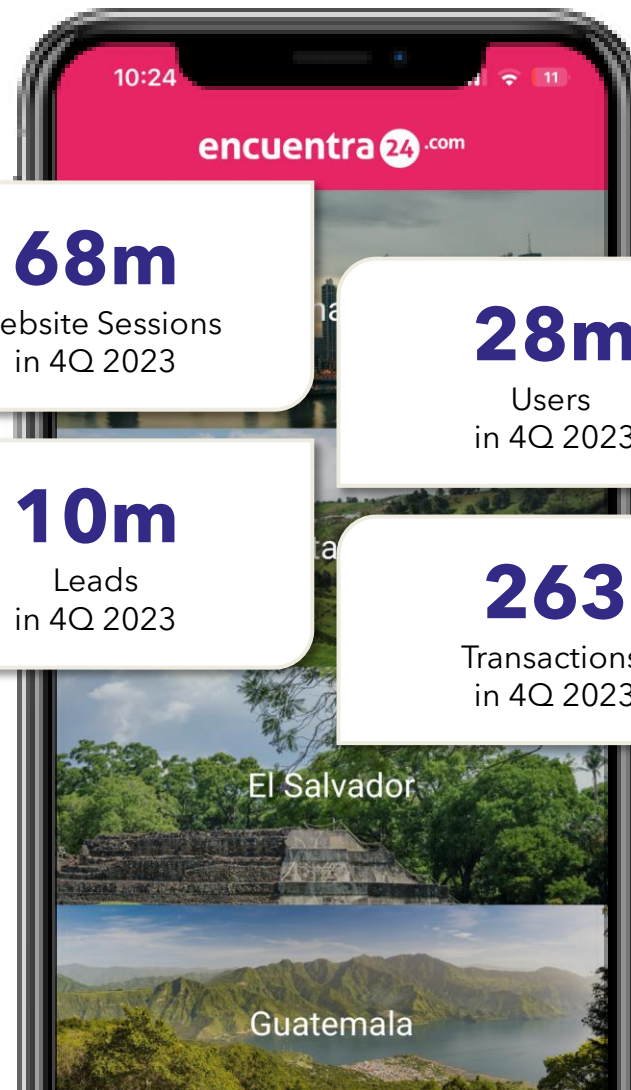 10:24
11
encuentra24.com
68m
ebsite Sessions
in 4Q 2023
28m
Users
in 4Q 2023
10m
Leads
in 4Q 2023
263
Transactions
in 4Q 2023
El Salvador
Guatemala